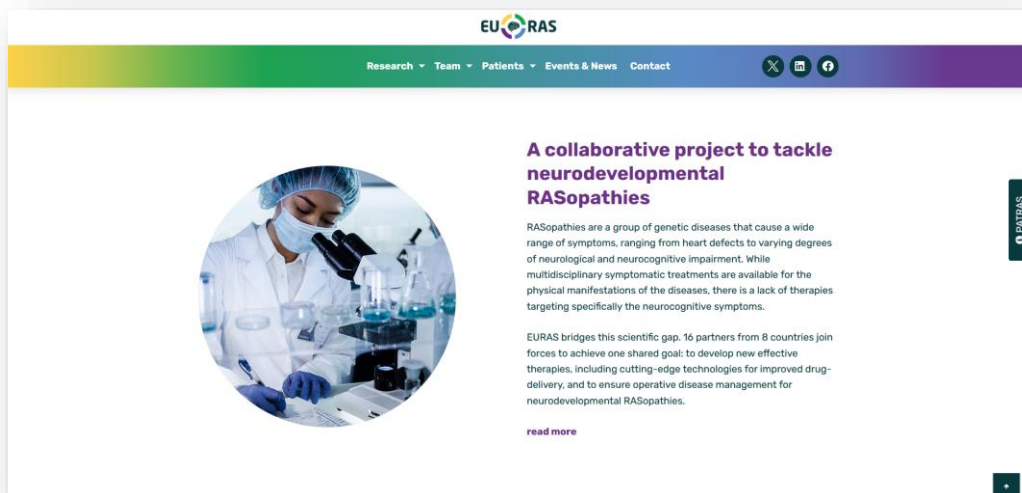 EURAS
Research Team Patients Events & News Contact
A collaborative project to tackle
neurodevelopmental
RASopathies
RASopathies are a group of genetic diseases that cause a wide
range of symptoms, ranging from heart defects to varying degrees
of neurological and neurocognitive impairment. While
multidisciplinary symptomatic treatments are available for the
physical manifestations of the diseases, there is a lack of therapies
targeting specifically the neurocognitive symptoms.
EURAS bridges this scientific gap. 16 partners from 8 countries join
forces to achieve one shared goal: to develop new effective
therapies, including cutting-edge technologies for improved drug-
delivery, and to ensure operative disease management for
neurodevelopmental RASopathies.
read more
PATRAS